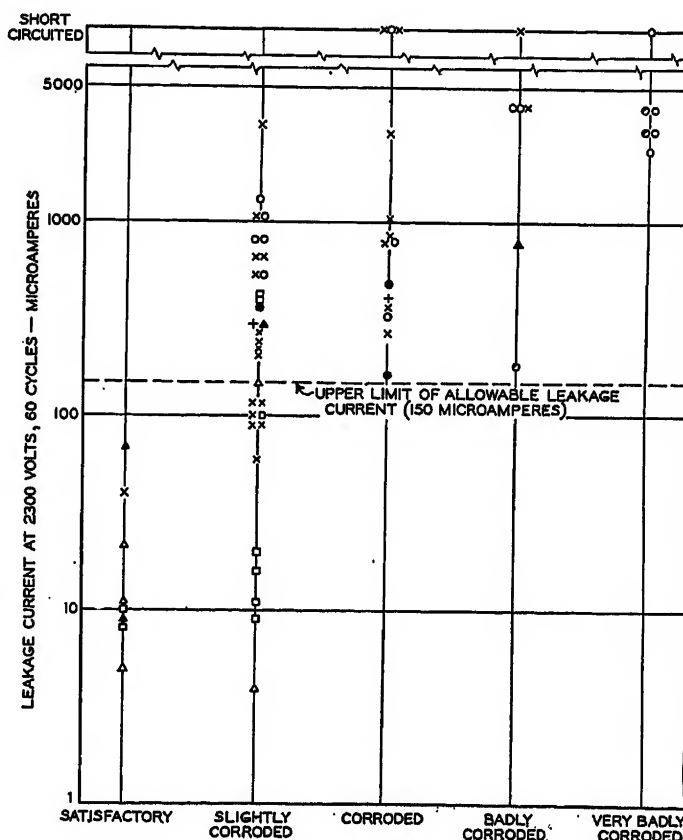 SHORT
CIRCUITED
5000
1000
100
10
1
LEAKAGE CURRENT AT 2300 VOLTS, 60 CYCLES — MICROAMPERES
UPPER LIMIT OF ALLOWABLE LEAKAGE
CURRENT (150 MICROAMPERES)
SATISFACTORY
SLIGHTLY
CORRODED
CORRODED
BADLY
CORRODED
VERY BADLY
CORRODED